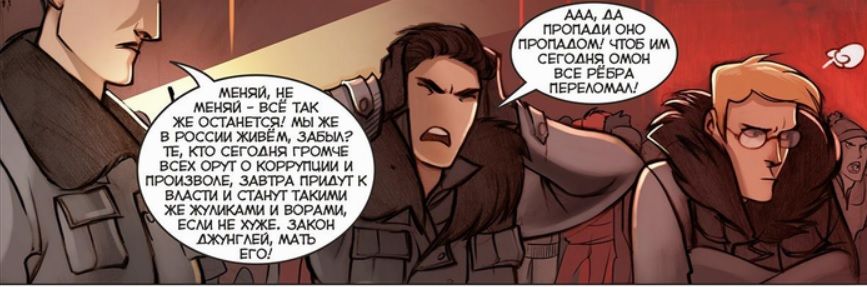 МЕНЯЙ, НЕ
МЕНЯЙ – ВСЁ ТАК
ЖЕ ОСТАНЕТСЯ! МЫ ЖЕ
В РОССИИ ЖИВЁМ, ЗАБЫЛ?
ТЕ, КТО СЕГОДНЯ ГРОМЧЕ
ВСЕХ ОРУТ О КОРРУПЦИИ И
ПРОИЗВОЛЕ, ЗАВТРА ПРИДУТ К
ВЛАСТИ И СТАНУТ ТАКИМИ
ЖЕ ЖУЛИКАМИ И ВОРАМИ,
ЕСЛИ НЕ ХУЖЕ. ЗАКОН
ДЖУНГЛЕЙ, МАТЬ
ЕГО!
ААА, ДА
ПРОПАДИ ОНО
ПРОПАДОМ! ЧТОБ ИМ
СЕГОДНЯ ОМОН
ВСЕ РЁБРА
ПЕРЕЛОМАЛ!